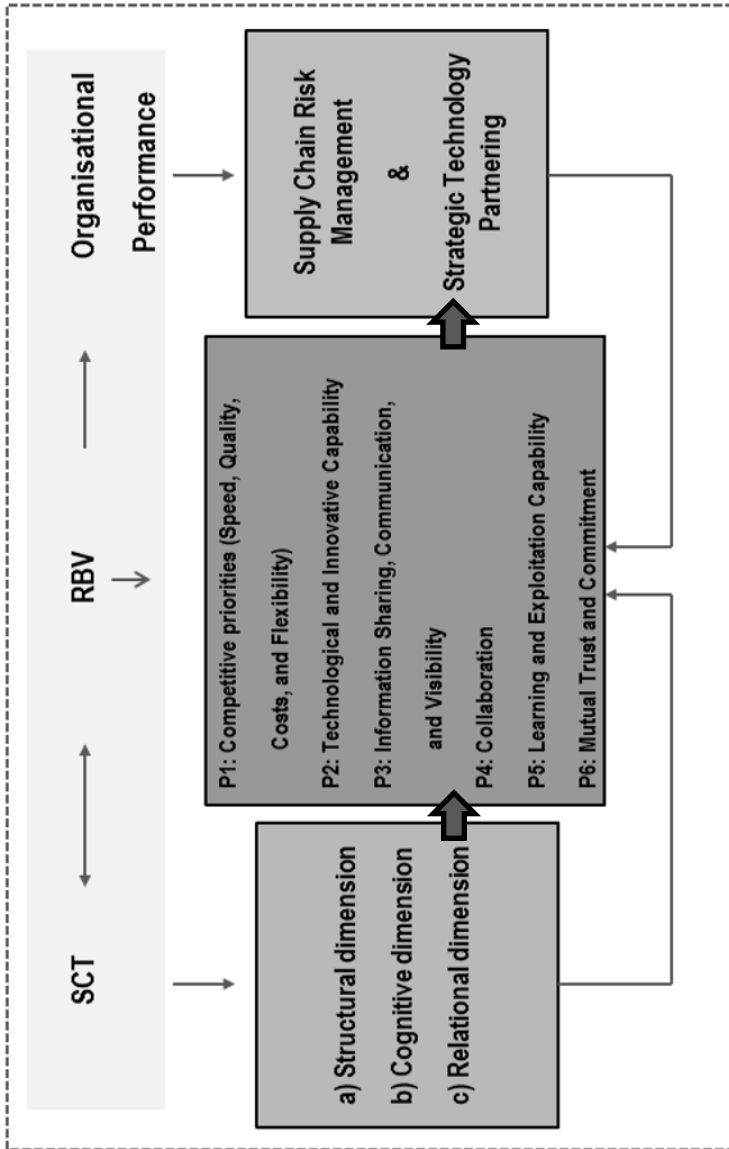 SCT
RBV
Organisational
Performance
a) Structural dimension
b) Cognitive dimension
c) Relational dimension
P1: Competitive priorities (Speed, Quality,
Costs, and Flexibility)
P2: Technological and Innovative Capability
P3: Information Sharing, Communication,
and Visibility
P4: Collaboration
P5: Learning and Exploitation Capability
P6: Mutual Trust and Commitment
Supply Chain Risk
Management
&
Strategic Technology
Partnering